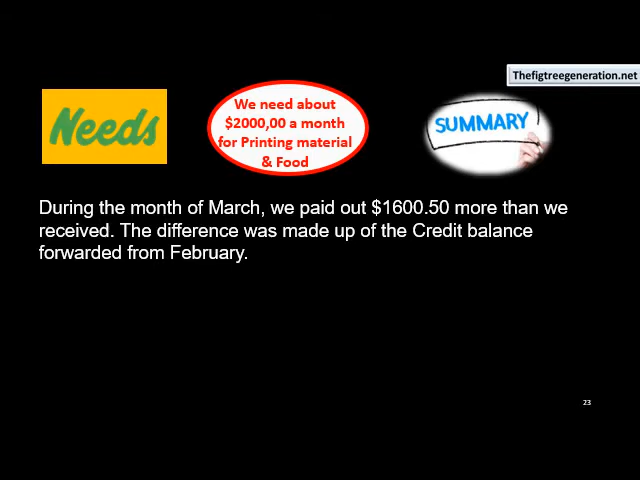 Thefigtreegeneration.net
Needs
We need about
$2000,00 a month
for Printing material
& Food
SUMMARY
During the month of March, we paid out $1600.50 more than we
received. The difference was made up of the Credit balance
forwarded from February.
23